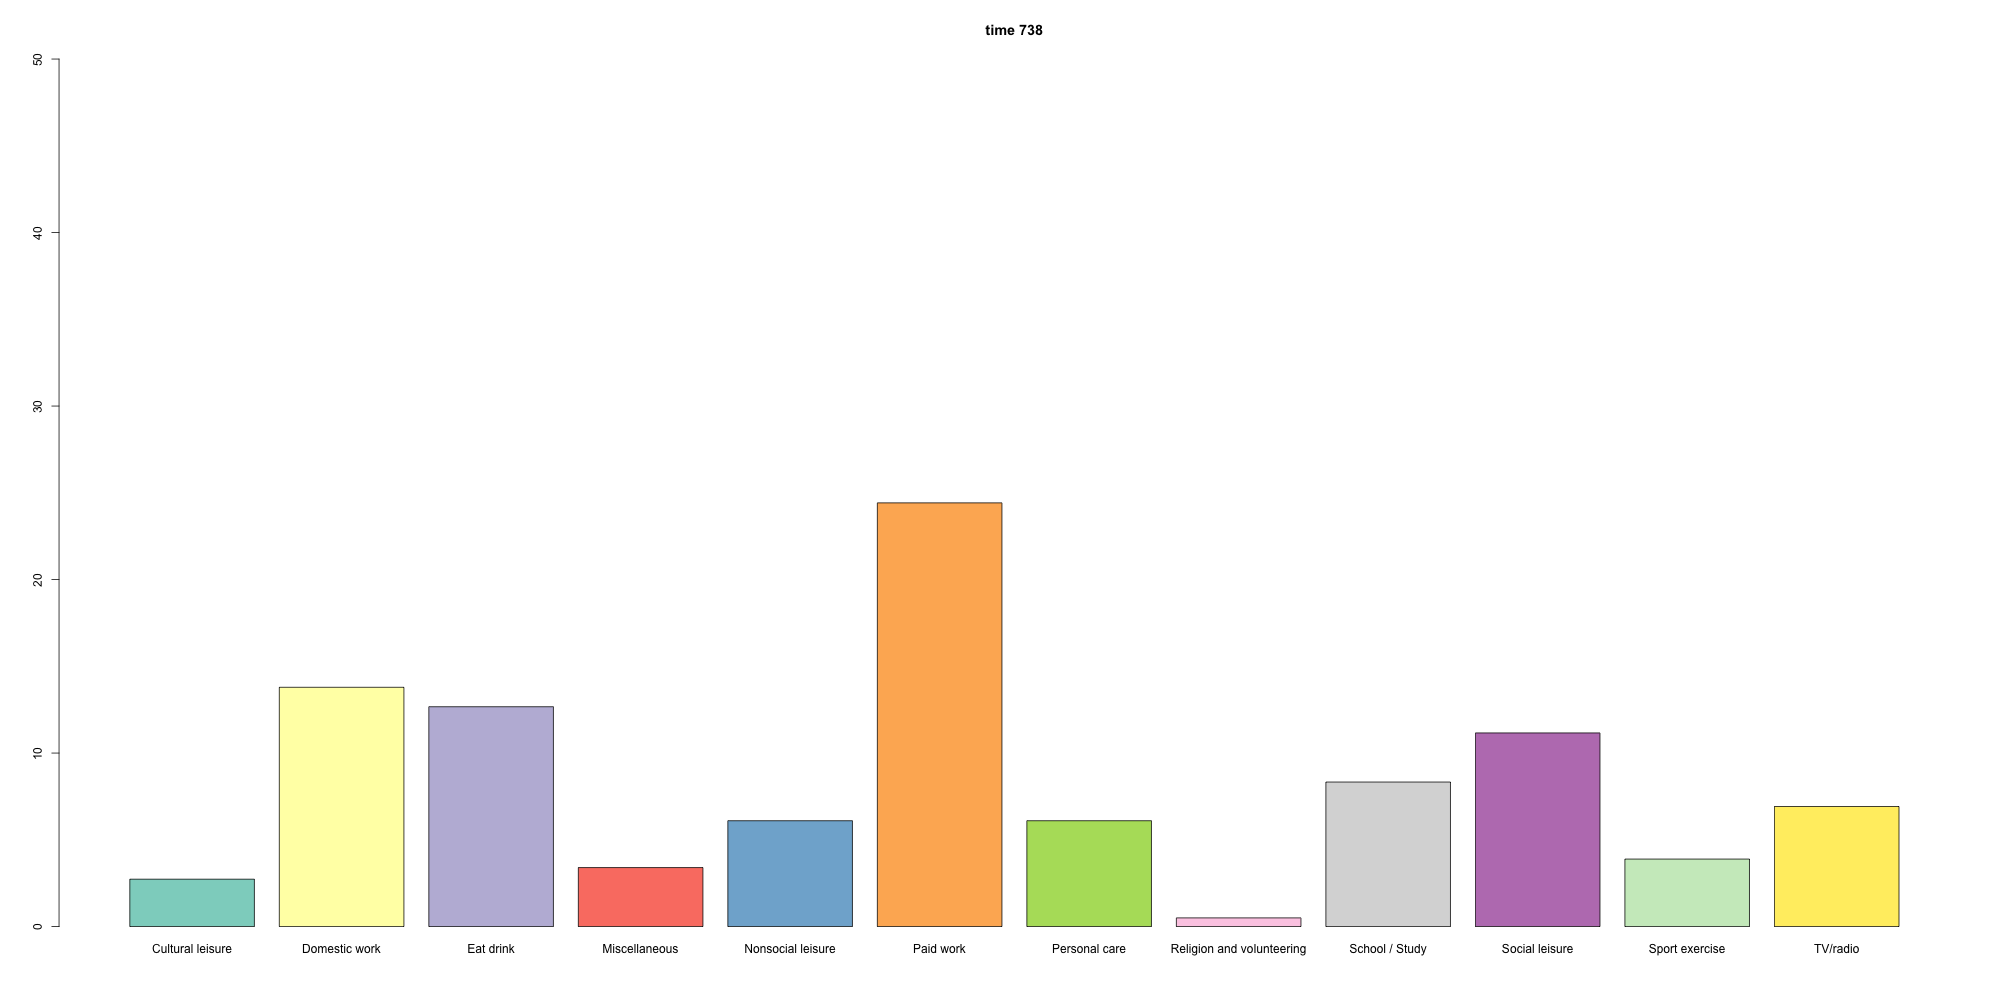 time 738
50
40
30
20
10
0
Cultural leisure
Domestic work
Eat drink
Miscellaneous
Nonsocial leisure
Paid work
Personal care
Religion and volunteering
School / Study
Social leisure
Sport exercise
TV/radio